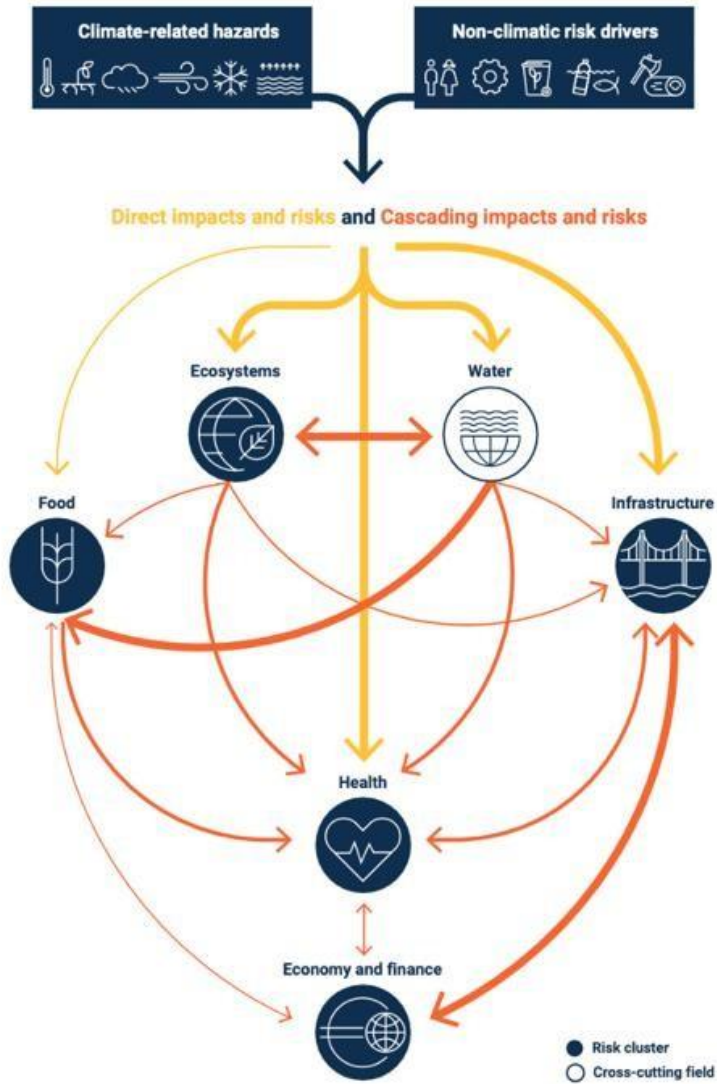 Climate-related hazards
Non-climatic risk drivers
Direct impacts and risks and Cascading impacts and risks
Ecosystems
Water
Food
Infrastructure
Health
Economy and finance
Risk cluster
Cross-cutting field